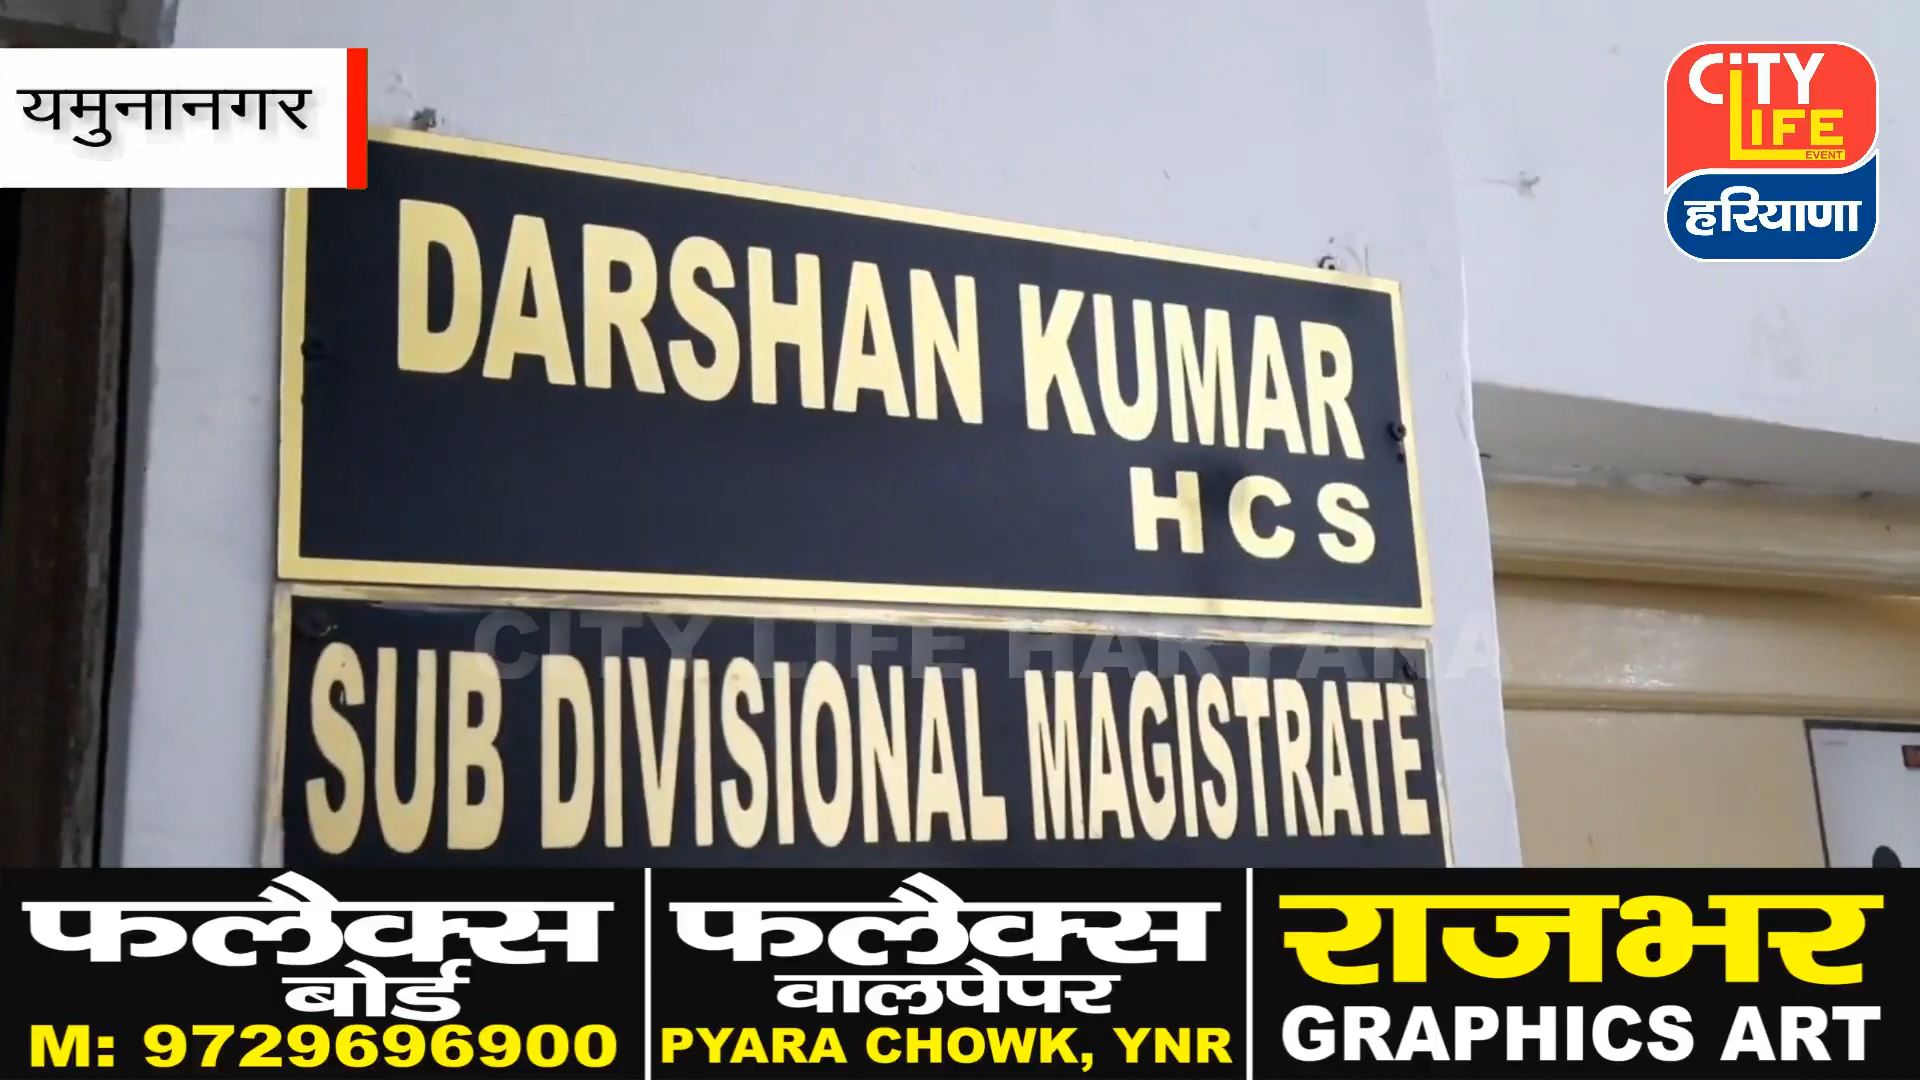 यमुनानगर
CiTY
LIFE
EVENT
हरियाणा
DARSHAN KUMAR
H C S
CITY LIFE HARYANA
SUB DIVISIONAL MAGISTRATE
फलैक्स
बोर्ड
M: 9729696900
फलैक्स
वालपेपर
PYARA CHOWK, YNR
राजभर
GRAPHICS ART